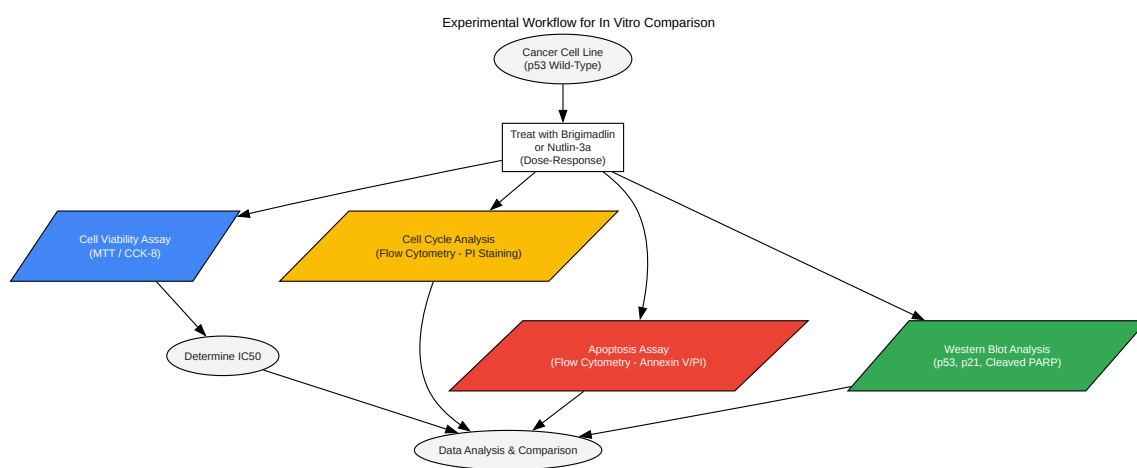 Experimental Workflow for In Vitro Comparison
Cancer Cell Line
(p53 Wild-Type)
Treat with Brigimadlin
or Nutlin-3a
(Dose-Response)
Cell Viability Assay
(MTT / CCK-8)
Cell Cycle Analysis
(Flow Cytometry - PI Staining)
Determine IC50
Apoptosis Assay
(Flow Cytometry - Annexin V/PI)
Western Blot Analysis
(p53, p21, Cleaved PARP)
Data Analysis & Comparison